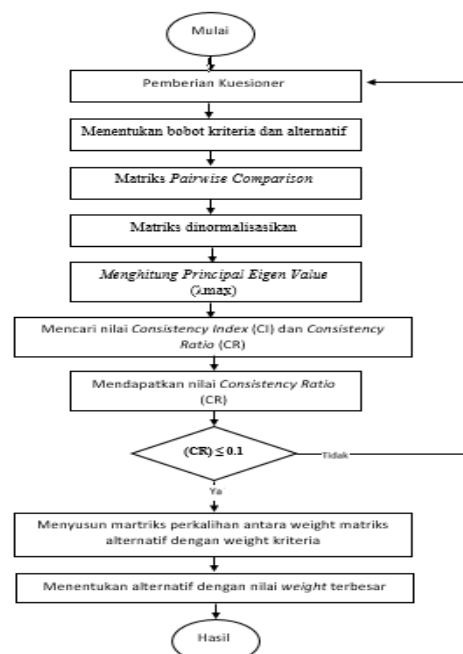 Mulai
Pemberian Kuesioner
Menentukan bobot kriteria dan alternatif
Matriks Pairwise Comparison
Matriks dinormalisasikan
Menghitung Principal Eigen Value
(λmax)
Mencari nilai Consistency Index (CI) dan Consistency
Ratio (CR)
Mendapatkan nilai Consistency Ratio
(CR)
(CR) ≤ 0.1
Tidak
Ya
Menyusun martriks perkalihan antara weight matriks
alternatif dengan weight kriteria
Menentukan alternatif dengan nilai weight terbesar
Hasil